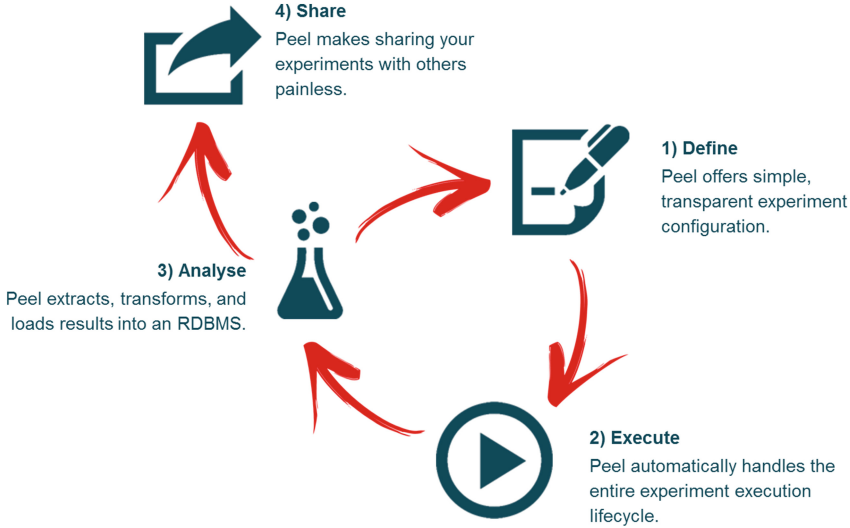 4) Share
Peel makes sharing your
experiments with others
painless.
1) Define
Peel offers simple,
transparent experiment
configuration.
3) Analyse
Peel extracts, transforms, and
loads results into an RDBMS.
2) Execute
Peel automatically handles the
entire experiment execution
lifecycle.